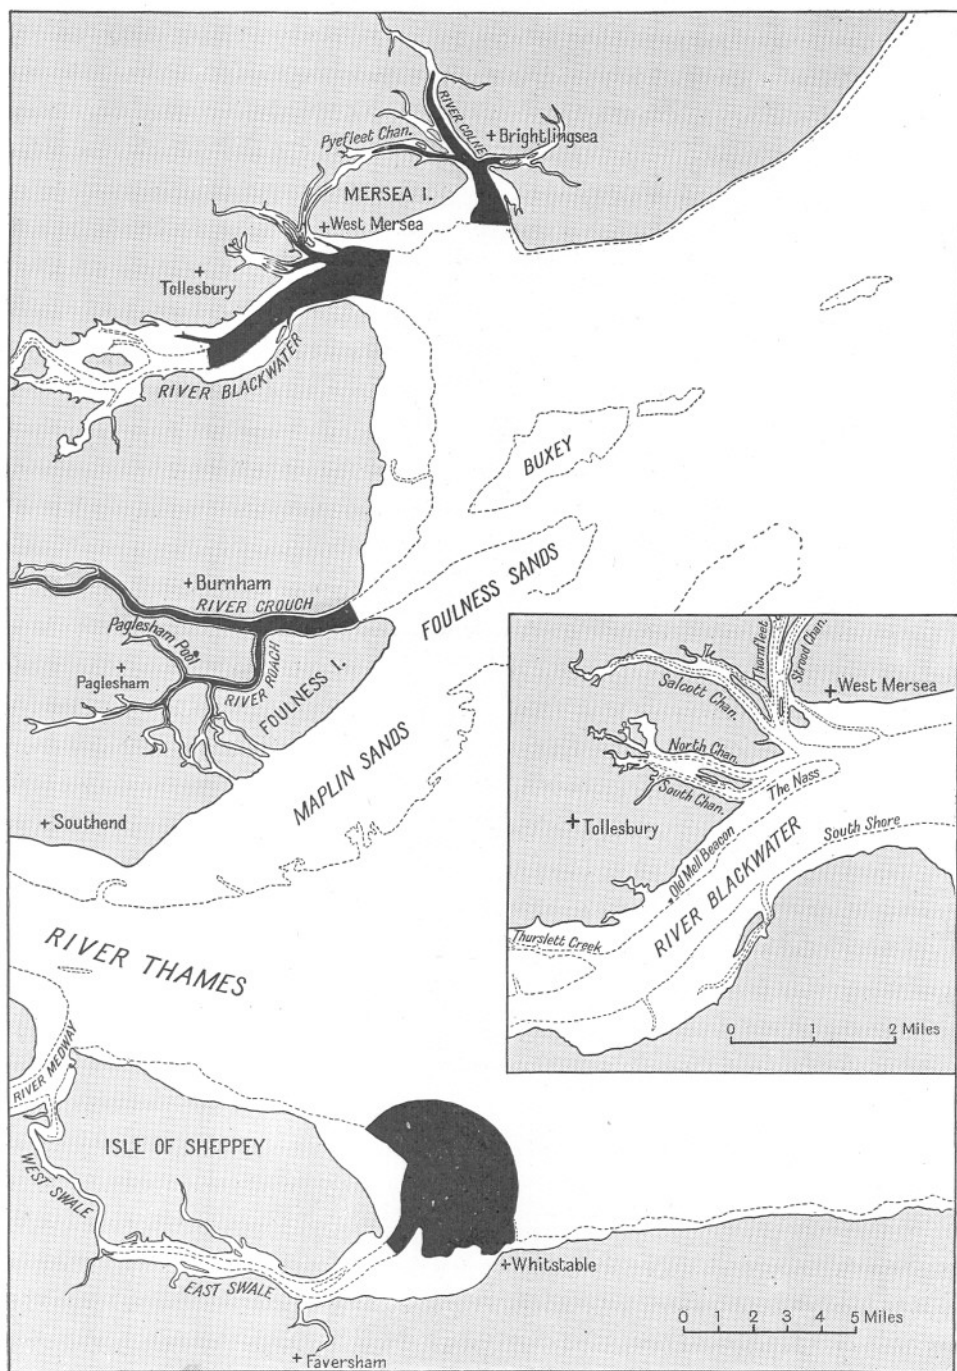 RIVER COLNE
Brightlingsea
Pyefleet Chan.
MERSEA I.
West Mersea
Tollesbury
RIVER BLACKWATER
BUXEY
FOULNESS SANDS
Burnham
RIVER CROUCH
Paglesham Pool
Paglesham
RIVER ROACH
FOULNESS I.
MAPLIN SANDS
Southend
RIVER THAMES
RIVER MEDWAY
ISLE OF SHEPPEY
WEST SWALE
EAST SWALE
Whitstable
Faversham
0 1 2 3 4 5 Miles
Thornfleet
Strood Chan.
Salcott Chan.
West Mersea
North Chan.
South Chan.
The Nass
Tollesbury
Old Mell Beacon
South Shore
RIVER BLACKWATER
Thurslett Creek
0 1 2 Miles